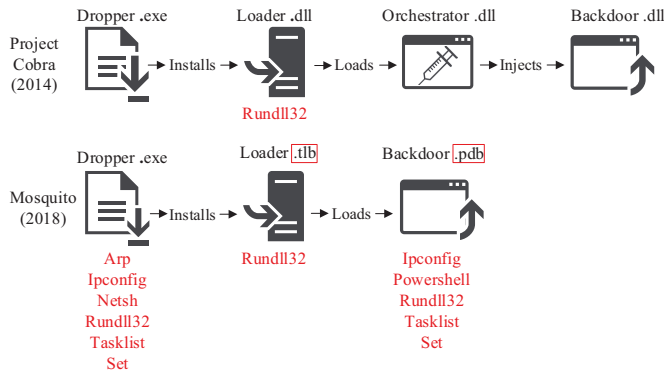 Dropper .exe
Loader .dll
Orchestrator .dll
Backdoor .dll
Project
Cobra
(2014)
Installs
Loads
Injects
Rundll32
Dropper .exe
Loader .tlb
Backdoor .pdb
Mosquito
(2018)
Installs
Loads
Arp
Ipconfig
Netsh
Rundll32
Tasklist
Set
Rundll32
Ipconfig
Powershell
Rundll32
Tasklist
Set